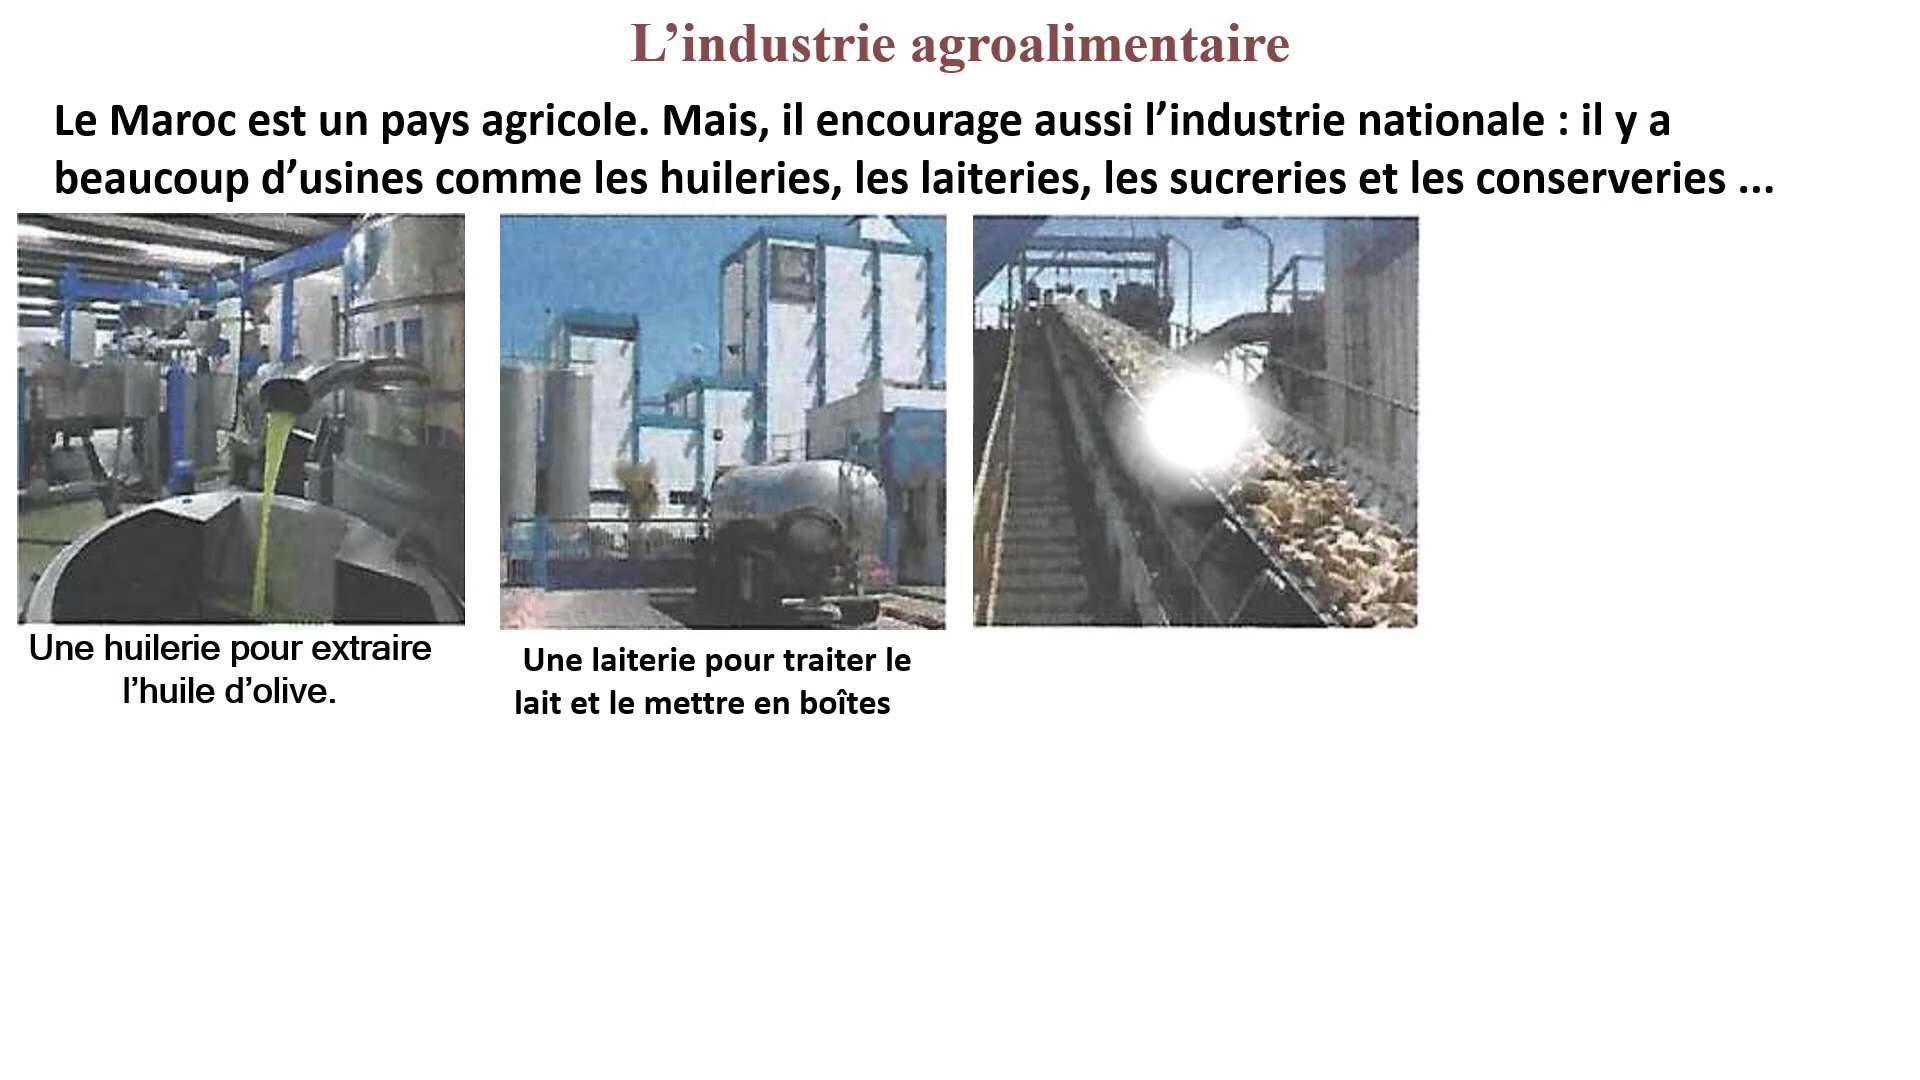 L’industrie agroalimentaire
Le Maroc est un pays agricole. Mais, il encourage aussi l’industrie nationale : il y a
beaucoup d’usines comme les huileries, les laiteries, les sucreries et les conserveries ...
Une huilerie pour extraire
l’huile d’olive.
Une laiterie pour traiter le
lait et le mettre en boîtes